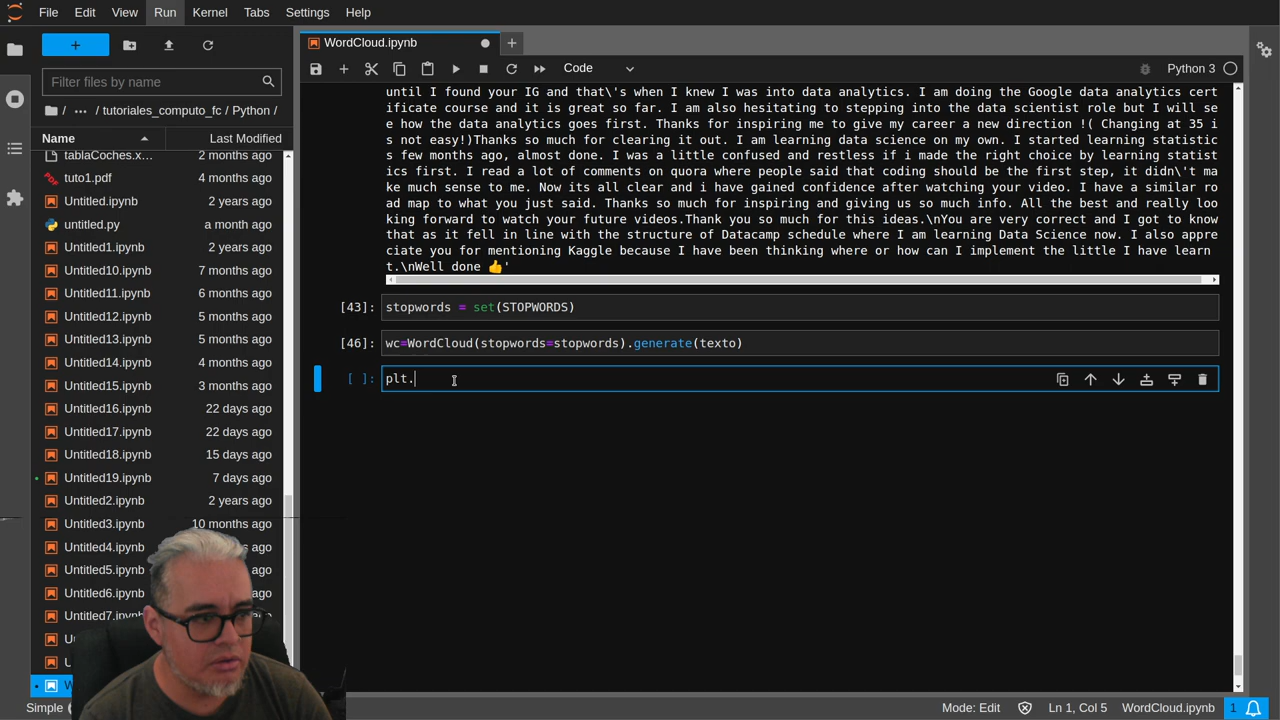 File Edit View Run Kernel Tabs Settings Help
WordCloud.ipynb
Filter files by name
Code
Python 3
/ ··· / tutoriales_computo_fc / Python /
Name Last Modified
tablaCoches.x… 2 months ago
tuto1.pdf 4 months ago
Untitled.ipynb 2 years ago
untitled.py a month ago
Untitled1.ipynb 2 years ago
Untitled10.ipynb 7 months ago
Untitled11.ipynb 6 months ago
Untitled12.ipynb 5 months ago
Untitled13.ipynb 5 months ago
Untitled14.ipynb 4 months ago
Untitled15.ipynb 3 months ago
Untitled16.ipynb 22 days ago
Untitled17.ipynb 22 days ago
Untitled18.ipynb 15 days ago
Untitled19.ipynb 7 days ago
Untitled2.ipynb 2 years ago
Untitled3.ipynb 10 months ago
Untitled4.ipynb ago
Untitled5.ipynb ago
Untitled6.ipynb ago
Untitled7.ipynb ago
until I found your IG and that\'s when I knew I was into data analytics. I am doing the Google data analytics cert
ificate course and it is great so far. I am also hesitating to stepping into the data scientist role but I will se
e how the data analytics goes first. Thanks for inspiring me to give my career a new direction !( Changing at 35 i
s not easy!)Thanks so much for clearing it out. I am learning data science on my own. I started learning statistic
s few months ago, almost done. I was a little confused and restless if i made the right choice by learning statist
ics first. I read a lot of comments on quora where people said that coding should be the first step, it didn\'t ma
ke much sense to me. Now its all clear and i have gained confidence after watching your video. I have a similar ro
ad map to what you just said. Thanks so much for inspiring and giving us so much info. All the best and really loo
king forward to watch your future videos.Thank you so much for this ideas.\nYou are very correct and I got to know
that as it fell in line with the structure of Datacamp schedule where I am learning Data Science now. I also appre
ciate you for mentioning Kaggle because I have been thinking where or how can I implement the little I have learn
t.\nWell done 👍'
[43]: stopwords = set(STOPWORDS)
[46]: wc=WordCloud(stopwords=stopwords).generate(texto)
[ ]: plt.
Simple
Mode: Edit Ln 1, Col 5 WordCloud.ipynb 1